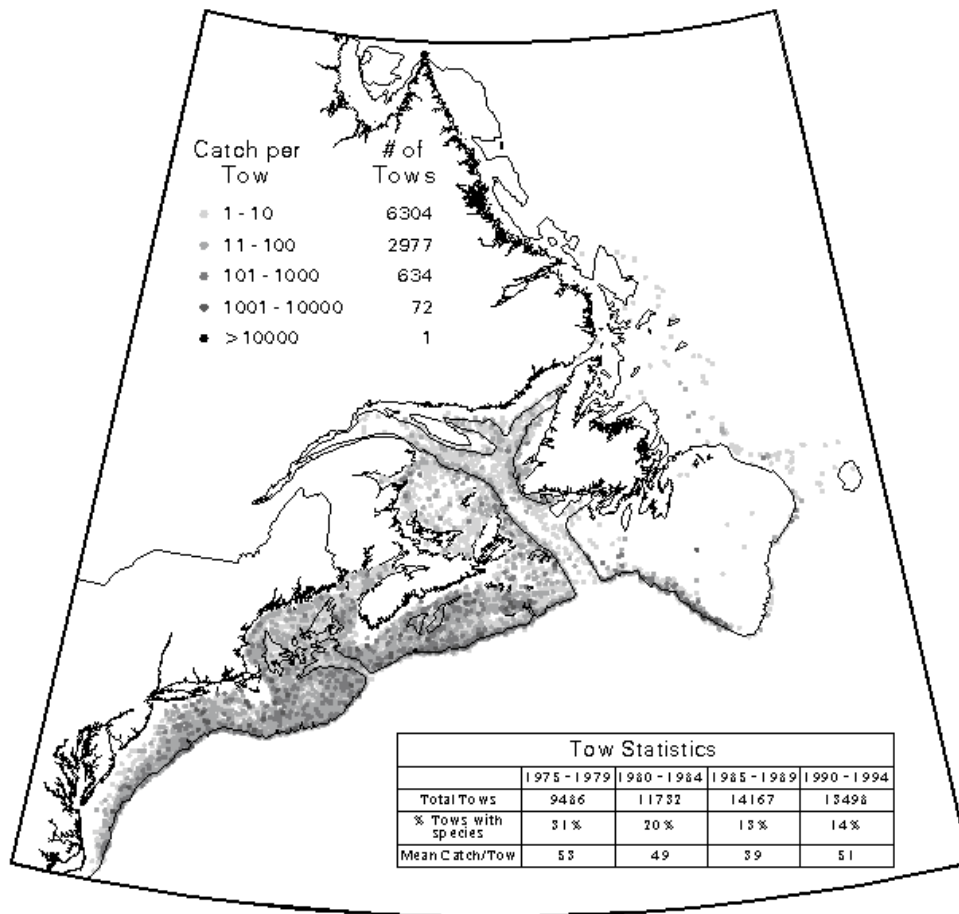 Catch per Tow # of Tows
1 - 10 6304
11 - 100 2977
101 - 1000 634
1001 - 10000 72
> 10000 1
Tow Statistics
1975 - 1979 1980 - 1984 1985 - 1989 1990 - 1994
Total Tows 9486 11732 14167 13498
% Tows with species 31% 20% 13% 14%
Mean Catch/Tow 53 49 39 51